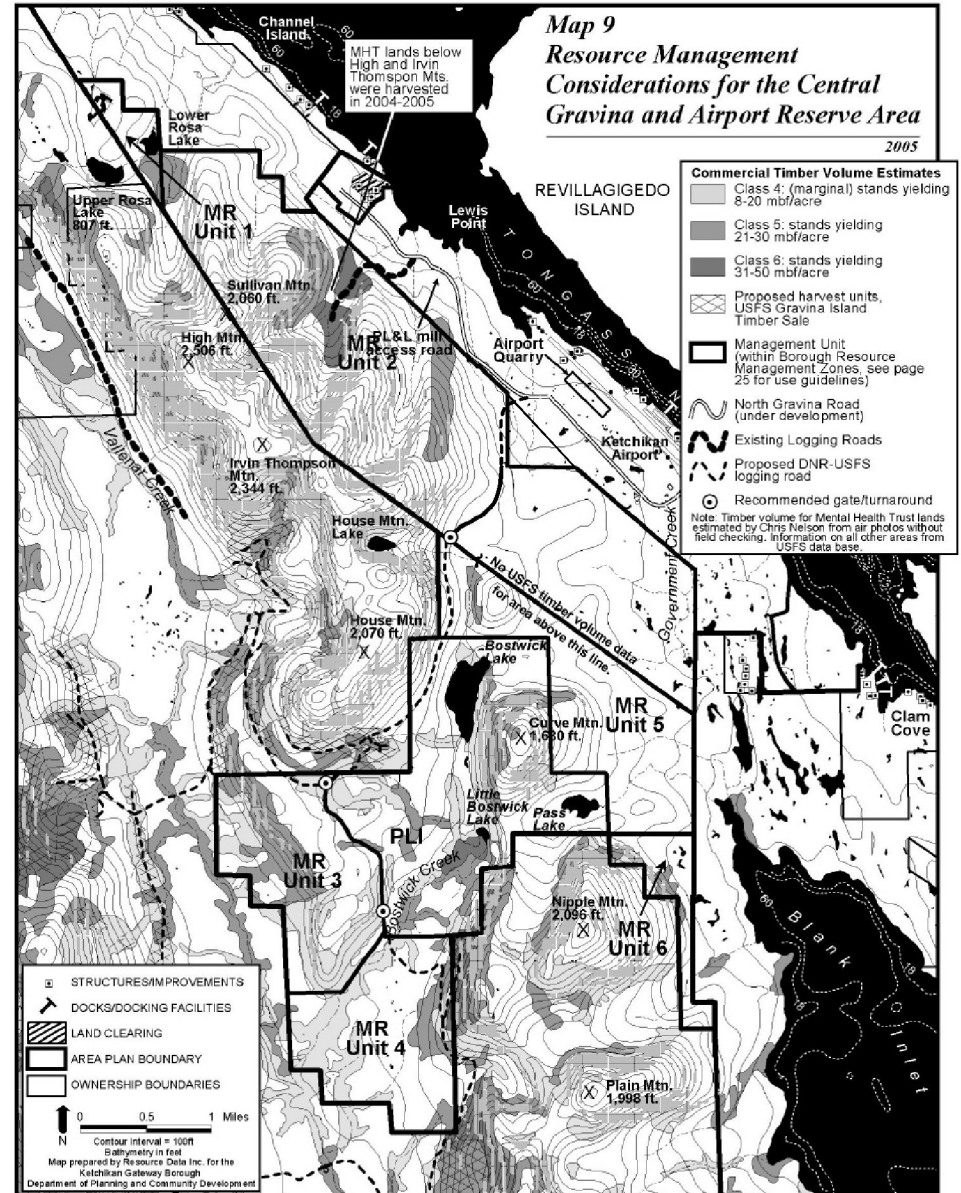 Map 9
Resource Management
Considerations for the Central
Gravina and Airport Reserve Area
2005
Channel
Island
60
MHT lands below
High and Irvin
Thomspon Mts.
were harvested
in 2004-2005
18
Lower
Rosa
Lake
Upper Rosa
Lake
807 ft.
MR
Unit 1
REVILLAGIGEDO
ISLAND
Lewis
Point
TONGASS
Sullivan Mtn.
2,060 ft.
High Mtn.
2,506 ft.
MR
Unit 2
PL&L mill
access road
Airport
Quarry
Ketchikan
Airport
Vallenar Creek
Irvin Thompson
Mtn.
2,344 ft.
House Mtn.
Lake
No USFS timber volume data
for area above this line.
Government Creek
House Mtn.
2,070 ft.
Bostwick
Lake
MR
Unit 5
Curve Mtn.
1,630 ft.
Clam
Cove
Little
Bostwick
Lake
Pass
Lake
PLI
MR
Unit 3
Bostwick Creek
Nipple Mtn.
2,096 ft.
MR
Unit 6
Blank Inlet
MR
Unit 4
Plain Mtn.
1,998 ft.
Commercial Timber Volume Estimates
Class 4: (marginal) stands yielding
8-20 mbf/acre
Class 5: stands yielding
21-30 mbf/acre
Class 6: stands yielding
31-50 mbf/acre
Proposed harvest units,
USFS Gravina Island
Timber Sale
Management Unit
(within Borough Resource
Management Zones, see page
25 for use guidelines)
North Gravina Road
(under development)
Existing Logging Roads
Proposed DNR-USFS
logging road
Recommended gate/turnaround
Note: Timber volume for Mental Health Trust lands
estimated by Chris Nelson from air photos without
field checking. Information on all other areas from
USFS data base.
STRUCTURES/IMPROVEMENTS
DOCKS/DOCKING FACILITIES
LAND CLEARING
AREA PLAN BOUNDARY
OWNERSHIP BOUNDARIES
N
0 0.5 1 Miles
Contour Interval = 100ft
Bathymetry in feet
Map prepared by Resource Data Inc. for the
Ketchikan Gateway Borough
Department of Planning and Community Development